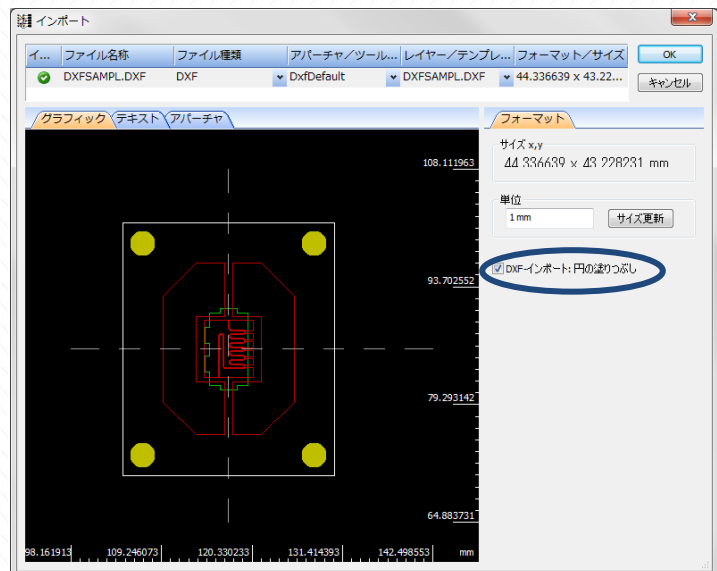 インポート
イ... ファイル名称 ファイル種類 アパーチャ／ツール... レイヤー／テンプレ... フォーマット／サイズ
DXFSAMPL.DXF DXF DxfDefault DXFSAMPL.DXF 44.336639 x 43.22...
OK
キャンセル
グラフィック テキスト アパーチャ
フォーマット
サイズ x,y
44.336639 x 43.228231 mm
単位
1 mm サイズ更新
DXF-インポート: 円の塗りつぶし
108.111963
93.702552
79.293142
64.883731
98.161913 109.246073 120.330233 131.414393 142.498553 mm